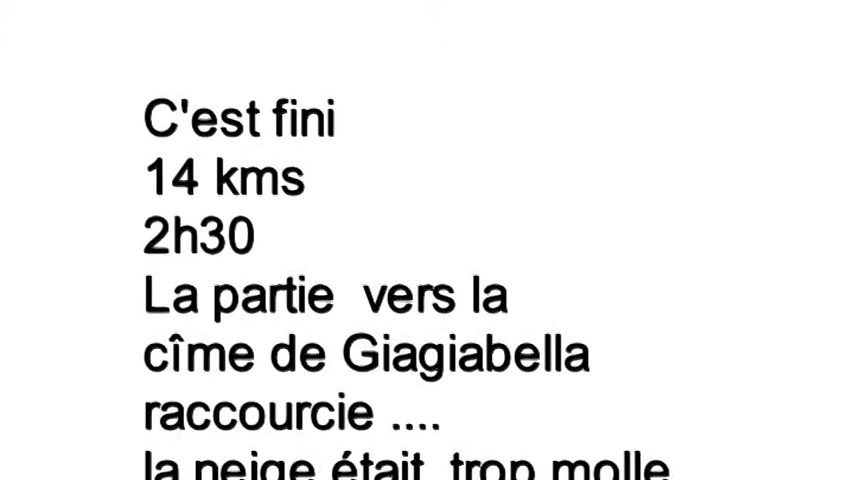 C'est fini
14 kms
2h30
La partie  vers la
cîme de Giagiabella
raccourcie ....
la neige était  trop molle